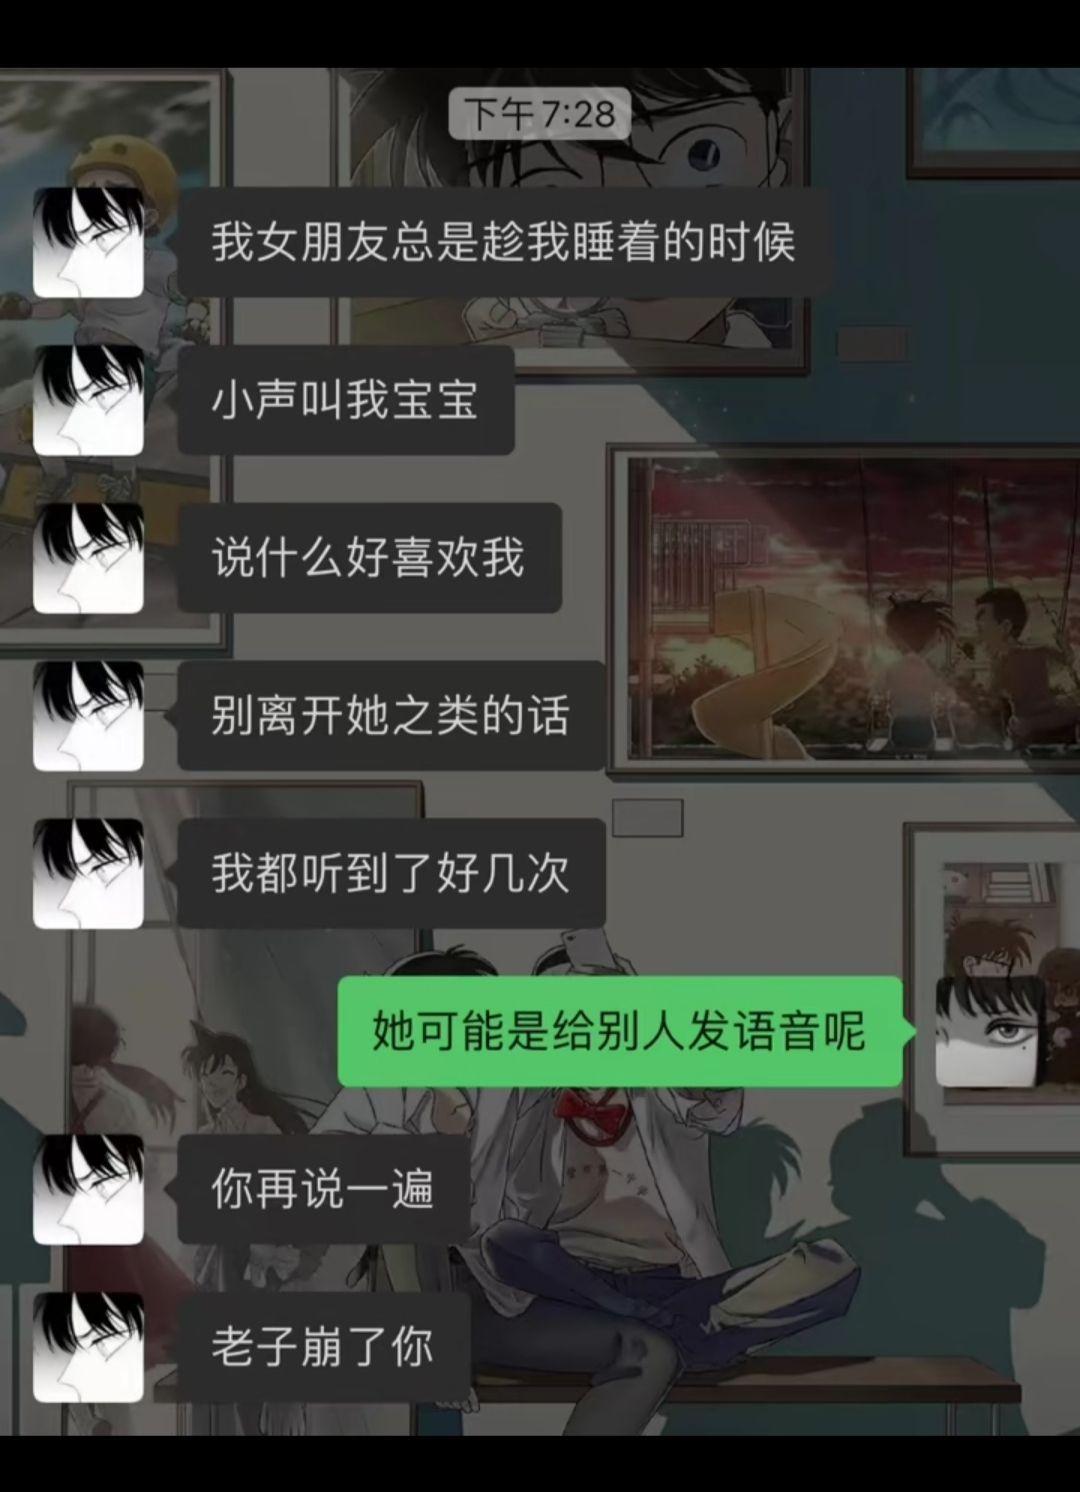 下午7:28
我女朋友总是趁我睡着的时候
小声叫我宝宝
说什么好喜欢我
别离开她之类的话
我都听到了好几次
她可能是给别人发语音呢
你再说一遍
老子崩了你